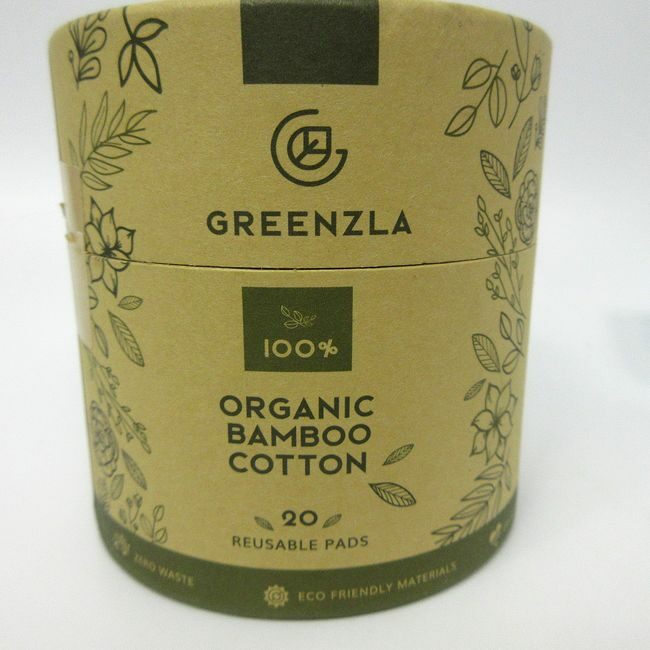 GREENZLA
100%
ORGANIC
BAMBOO
COTTON
20
REUSABLE PADS
ZERO WASTE
ECO FRIENDLY MATERIALS